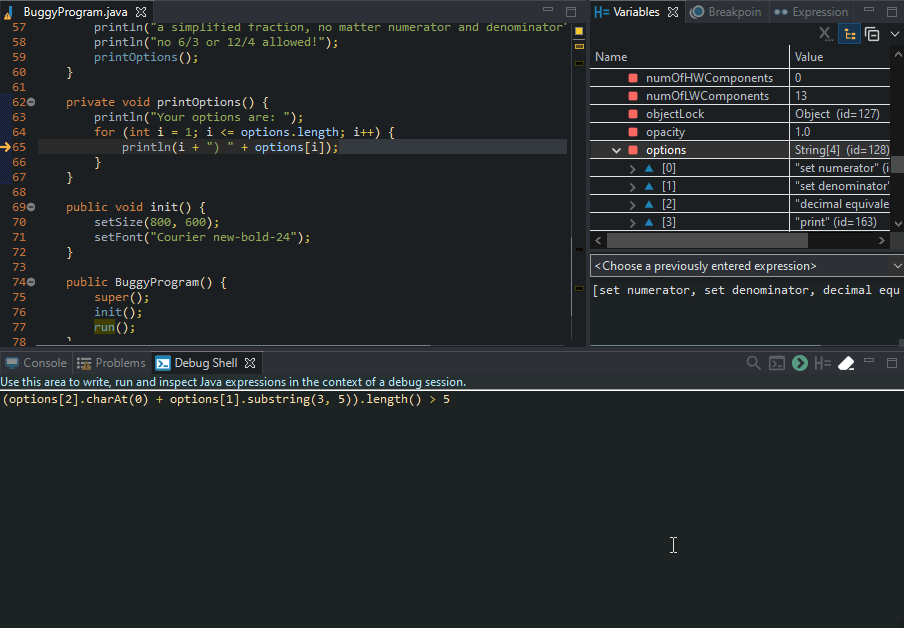 BuggyProgram.java
57 println("a simplified fraction, no matter numerator and denominator"
58 println("no 6/3 or 12/4 allowed!");
59 printOptions();
60 }
61
62 private void printOptions() {
63 println("Your options are: ");
64 for (int i = 1; i <= options.length; i++) {
65 println(i + ") " + options[i]);
66 }
67 }
68
69 public void init() {
70 setSize(800, 600);
71 setFont("Courier new-bold-24");
72 }
73
74 public BuggyProgram() {
75 super();
76 init();
77 run();
78
Variables Breakpoin Expression
Name Value
numOfHWComponents 0
numOfLWComponents 13
objectLock Object (id=127)
opacity 1.0
options String[4] (id=128)
[0] "set numerator" (i
[1] "set denominator"
[2] "decimal equivale
[3] "print" (id=163)
<Choose a previously entered expression>
[set numerator, set denominator, decimal equ
Console Problems Debug Shell
Use this area to write, run and inspect Java expressions in the context of a debug session.
(options[2].charAt(0) + options[1].substring(3, 5)).length() > 5